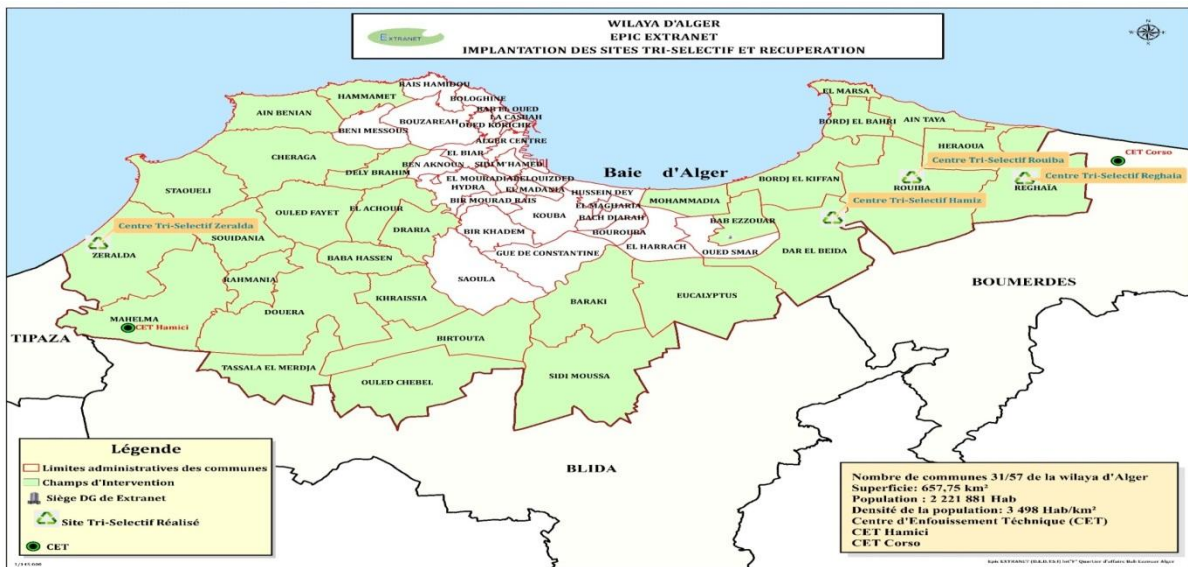 WILAYA D'ALGER
EXTRANET
EPIC EXTRANET
IMPLANTATION DES SITES TRI-SELECTIF ET RECUPERATION
N
RAIS HAMIDOU
HAMMAMET
BOLOGHINE
EL MARSA
AIN BENIAN
BAB EL OUED
LA CASBAH
BOUZAREAH
OUED KORICHE
BORDJ EL BAHRI
AIN TAYA
BENI MESSOUS
ALGER CENTRE
HERAOUA
CET Corso
CHERAGA
EL BIAR
BEN AKNOUN
SIDI M'HAMED
Centre Tri-Selectif Rouiba
DELY BRAHIM
Baie d'Alger
EL MOURADIA
BELOUIZDED
BORDJ EL KIFFAN
ROUIBA
REGHAÏA
Centre Tri-Selectif Reghaia
STAOUELI
HYDRA
EL MADANIA
HUSSEIN DEY
BIR MOURAD RAIS
EL MAGHARIA
MOHAMMADIA
Centre Tri-Selectif Hamiz
OULED FAYET
EL ACHOUR
KOUBA
BACH DJARAH
BAB EZZOUAR
Centre Tri-Selectif Zeralda
DRARIA
BIR KHADEM
BOUROUBA
SOUIDANIA
EL HARRACH
OUED SMAR
DAR EL BEIDA
ZERALDA
BABA HASSEN
GUE DE CONSTANTINE
RAHMANIA
SAOULA
BOUMERDES
KHRAISSIA
BARAKI
EUCALYPTUS
DOUERA
MAHELMA
CET Hamici
TIPAZA
BIRTOUTA
TASSALA EL MERDJA
SIDI MOUSSA
OULED CHEBEL
BLIDA
Légende
Limites administratives des communes
Champs d'Intervention
Siège DG de Extranet
Site Tri-Selectif Réalisé
CET
Nombre de communes 31/57 de la wilaya d'Alger
Superficie: 657,75 km²
Population : 2 221 881 Hab
Densité de la population: 3 498 Hab/km²
Centre d'Enfouissement Téchnique (CET)
CET Hamici
CET Corso